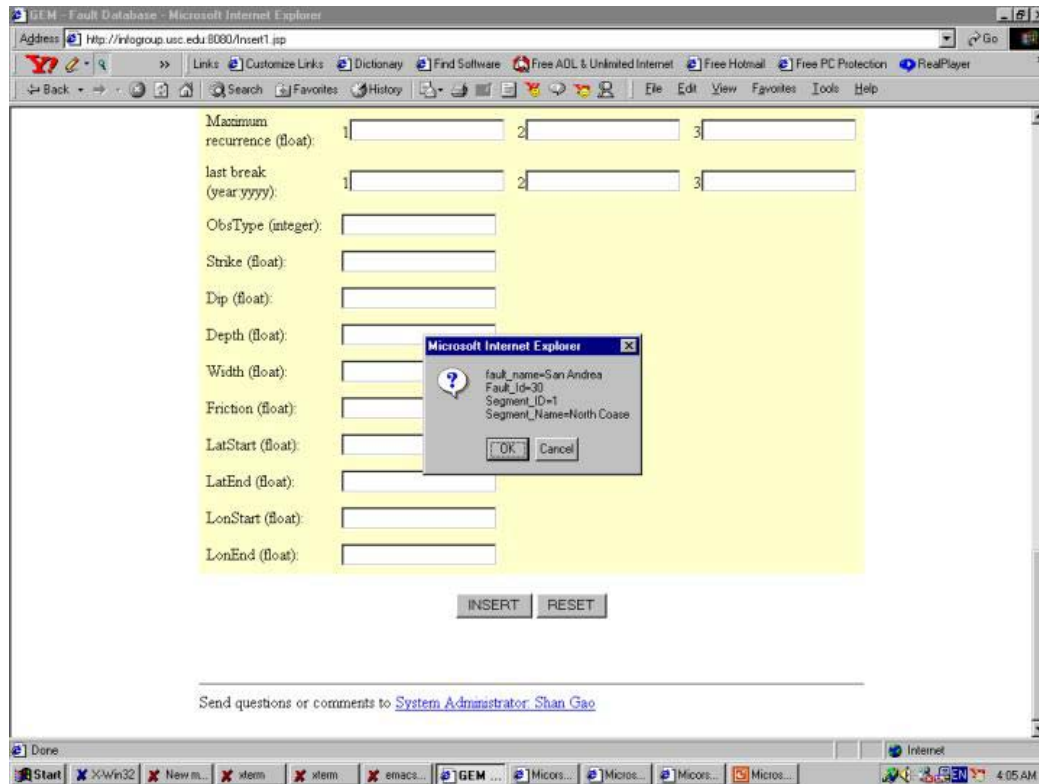 GEM - Fault Database - Microsoft Internet Explorer
Address http://infogroup.usc.edu:8080/Insert1.jsp Go
Links Customize Links Dictionary Find Software Free AOL & Unlimited Internet Free Hotmail Free PC Protection RealPlayer
Back Search Favorites History File Edit View Favorites Tools Help
Maximum
recurrence (float): 1 2 3
last break
(year:yyyy): 1 2 3
ObsType (integer):
Strike (float):
Dip (float):
Depth (float):
Microsoft Internet Explorer
Width (float):
fault_name=San Andrea
Fault_Id=30
Segment_ID=1
Segment_Name=North Coase
Friction (float):
LatStart (float):
OK Cancel
LatEnd (float):
LonStart (float):
LonEnd (float):
INSERT RESET
Send questions or comments to System Administrator: Shan Gao
Done Internet
Start X-Win32 New m... xterm xterm emacs... GEM ... Micors... Micros... Micors... Micros... EN 4:05 AM